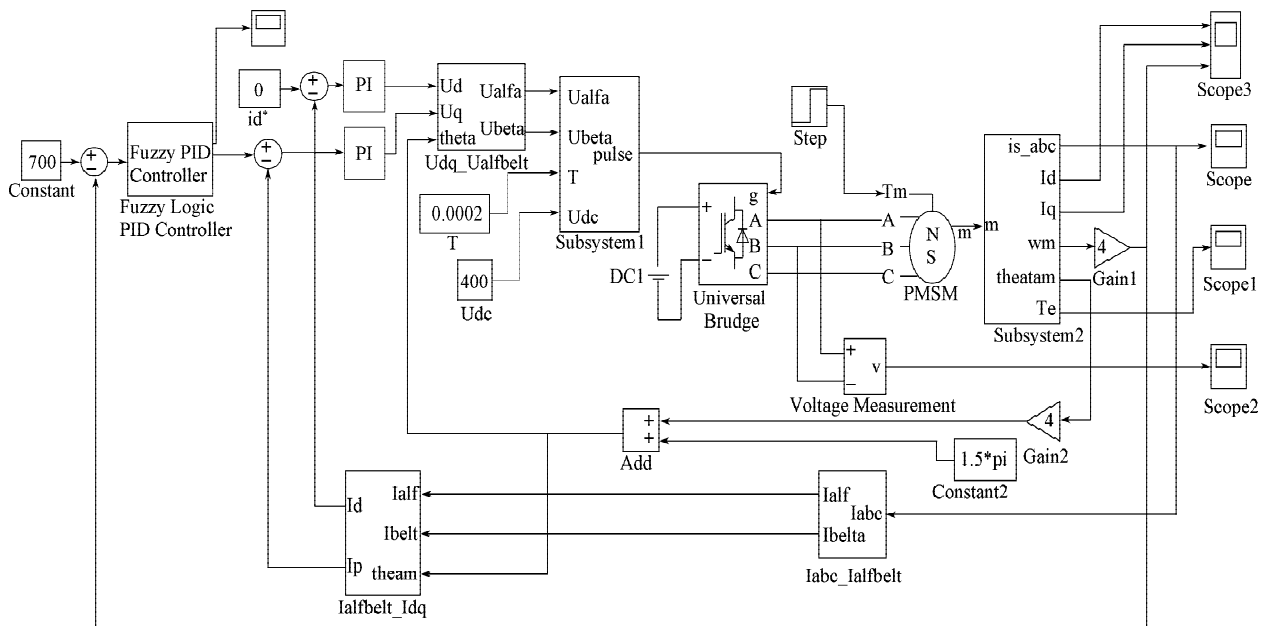 Scope3
0
id*
+
−
PI
Ud
Uq
theta
Ualfa
Ubeta
Udq_Ualfbelt
Ualfa
Ubeta
pulse
T
Udc
Subsystem1
Step
700
Constant
+
−
Fuzzy PID
Controller
Fuzzy Logic
PID Controller
+
−
PI
0.0002
T
400
Udc
DC1
+
−
g
A
B
C
Universal
Brudge
Tm
A
B
C
N
S
m
PMSM
m
is_abc
Id
Iq
wm
theatam
Te
Subsystem2
4
Gain1
Scope
Scope1
+
−
v
Voltage Measurement
Scope2
+
+
Add
4
Gain2
1.5*pi
Constant2
Id
Ip
Ialf
Ibelt
theam
Ialfbelt_Idq
Ialf
Ibelta
Iabc
Iabc_Ialfbelt